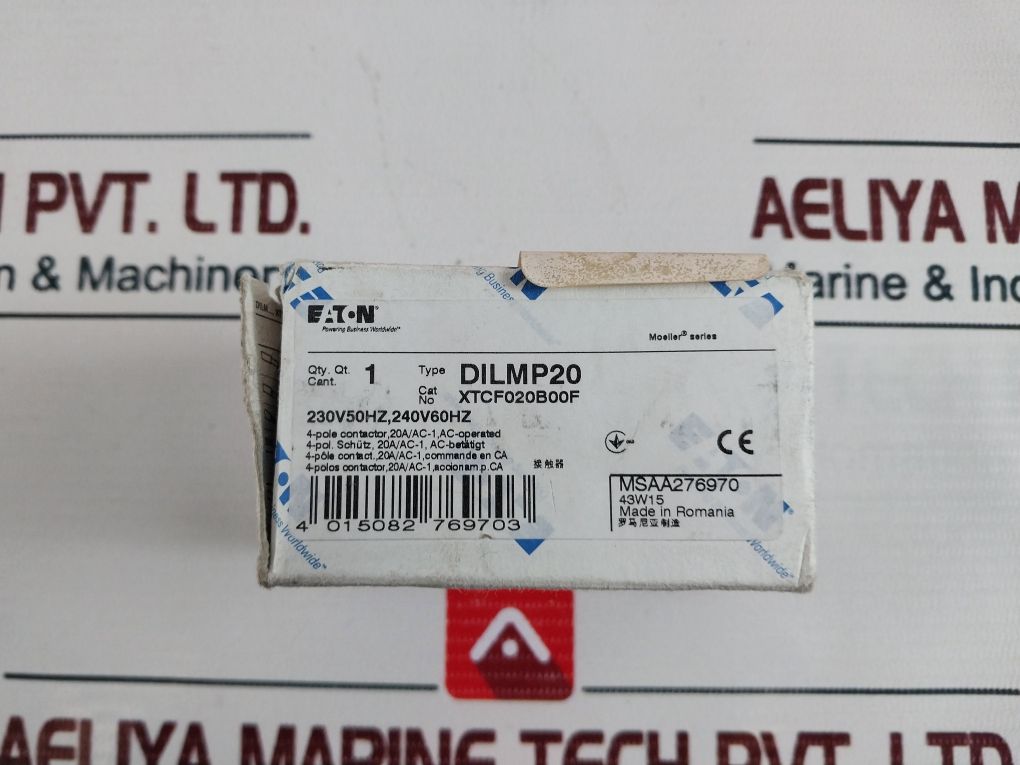 I PVT. LTD.
n & Machiner
AELIYA M
arine & Ind
EATON
Powering Business Worldwide™
Moeller® series
Qty. Qt. 1 Type DILMP20
Cant. Cat No XTCF020B00F
230V50HZ,240V60HZ
4-pole contactor,20A/AC-1,AC-operated
4-pol. Schütz, 20A/AC-1, AC-betätigt
4-pôle contact.,20A/AC-1,commande en CA
4-polos contactor,20A/AC-1,accionam.p.CA
接触器
CE
MSAA276970
43W15
Made in Romania
罗马尼亚制造
4 015082 769703
Worldwide™
Worldwide™
AELIYA MARINE TECH PVT. LTD.